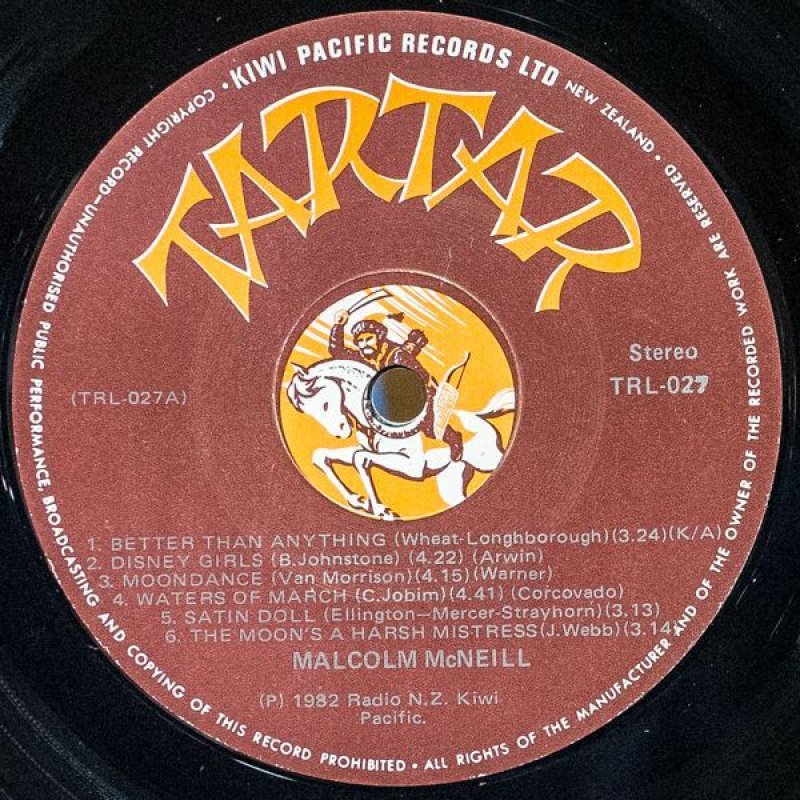 COPYRIGHT RECORD—UNAUTHORISED PUBLIC PERFORMANCE, BROADCASTING AND COPYING OF THIS RECORD PROHIBITED • ALL RIGHTS OF THE MANUFACTURER AND OF THE OWNER OF THE RECORDED WORK ARE RESERVED •
• KIWI PACIFIC RECORDS LTD NEW ZEALAND
TARTAR
Stereo
(TRL-027A)
TRL-027
1. BETTER THAN ANYTHING (Wheat-Longhborough) (3.24) (K/A)
2. DISNEY GIRLS (B.Johnstone) (4.22) (Arwin)
3. MOONDANCE (Van Morrison) (4.15) (Warner)
4. WATERS OF MARCH (C.Jobim) (4.41) (Corcovado)
5. SATIN DOLL (Ellington—Mercer-Strayhorn) (3.13)
6. THE MOON'S A HARSH MISTRESS (J.Webb) (3.14)
MALCOLM McNEILL
(P) 1982 Radio N.Z. Kiwi
Pacific.